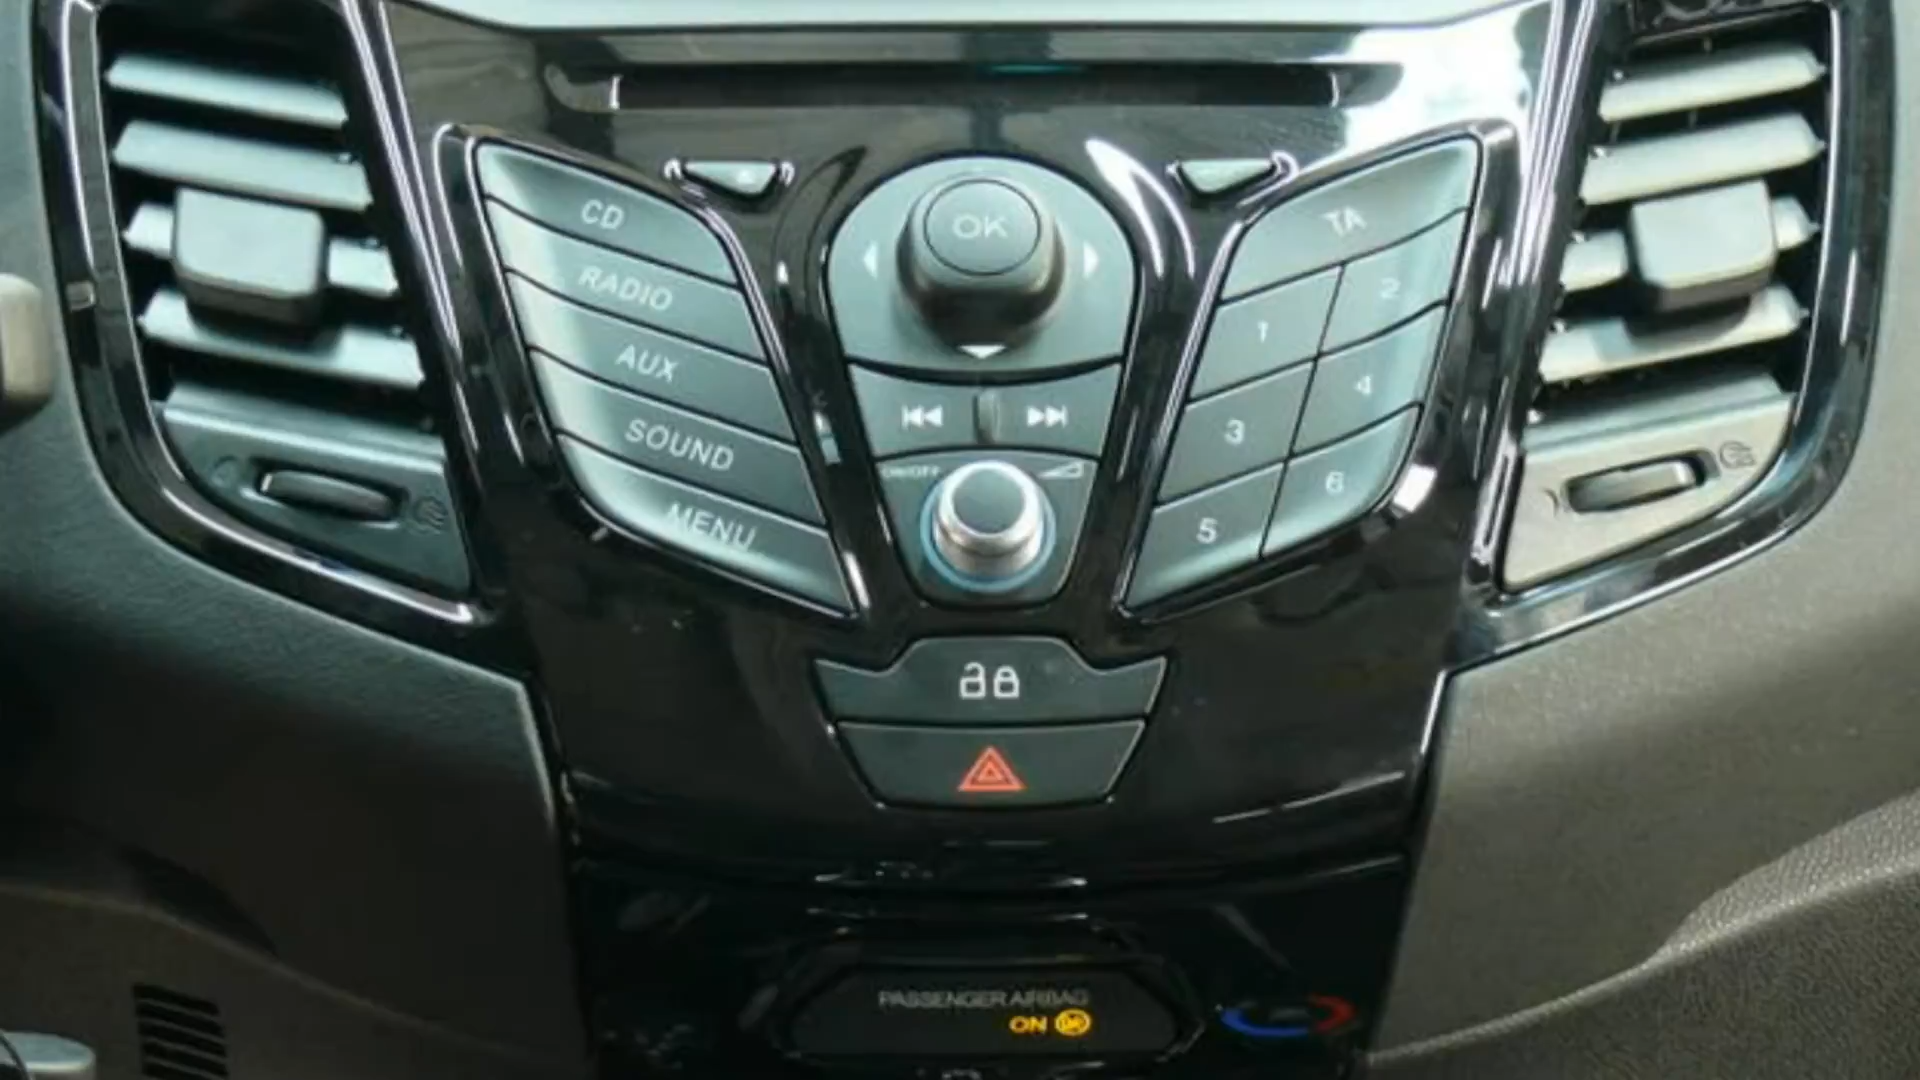 CD
RADIO
AUX
SOUND
MENU
OK
ON/OFF
TA
1
2
3
4
5
6
PASSENGER AIRBAG
ON